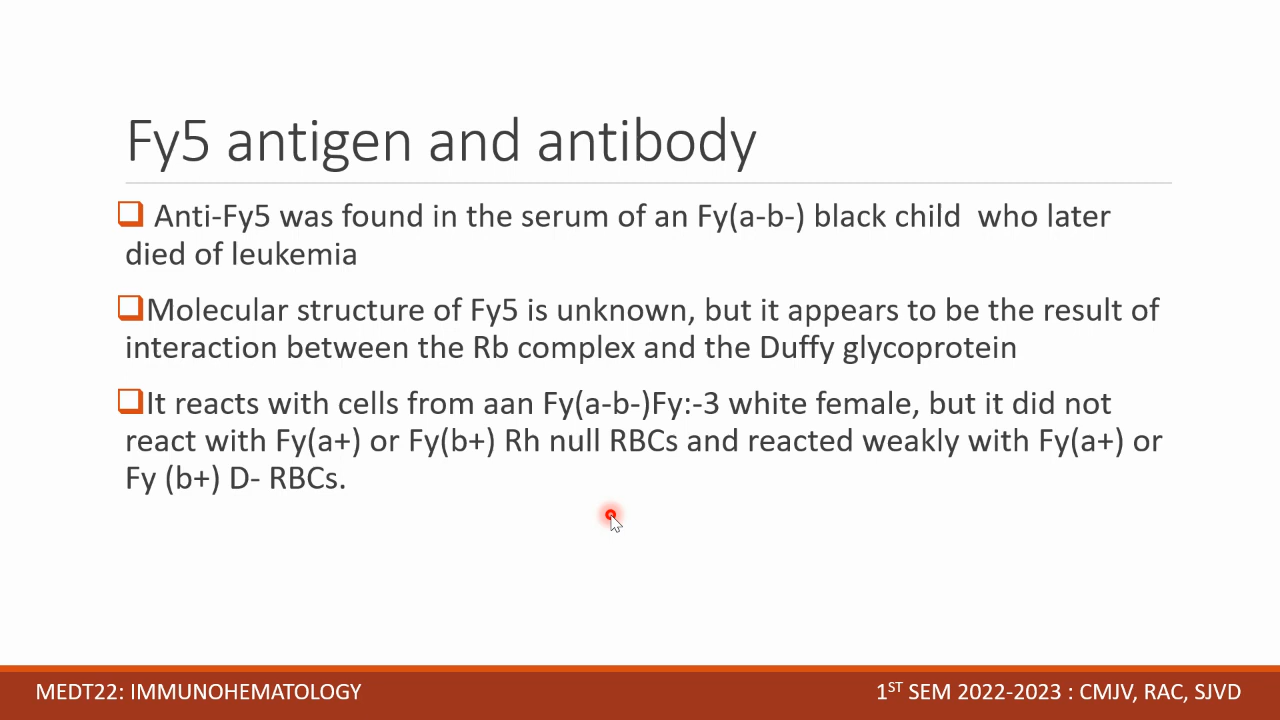 Fy5 antigen and antibody
Anti-Fy5 was found in the serum of an Fy(a-b-) black child who later
died of leukemia
Molecular structure of Fy5 is unknown, but it appears to be the result of
interaction between the Rb complex and the Duffy glycoprotein
It reacts with cells from aan Fy(a-b-)Fy:-3 white female, but it did not
react with Fy(a+) or Fy(b+) Rh null RBCs and reacted weakly with Fy(a+) or
Fy (b+) D- RBCs.
MEDT22: IMMUNOHEMATOLOGY
1ST SEM 2022-2023 : CMJV, RAC, SJVD